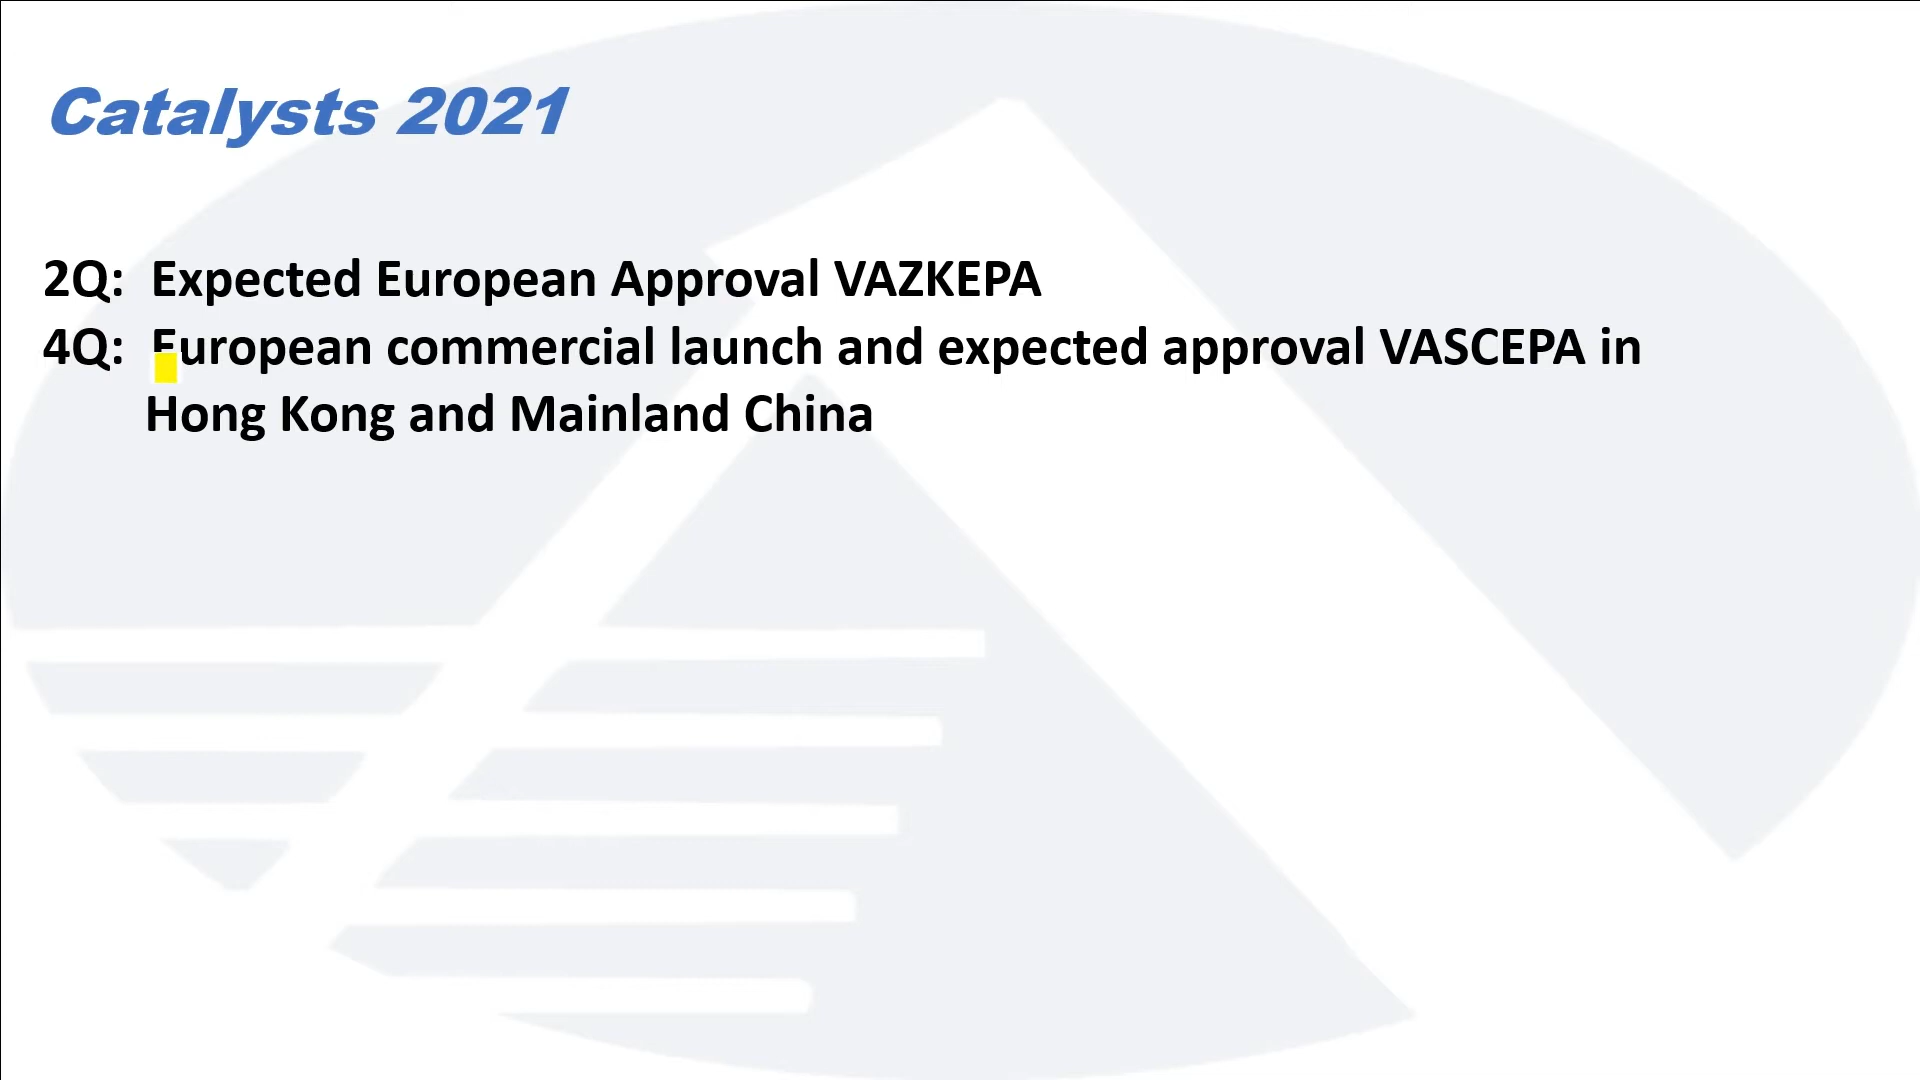 Catalysts 2021
2Q: Expected European Approval VAZKEPA
4Q: European commercial launch and expected approval VASCEPA in
Hong Kong and Mainland China